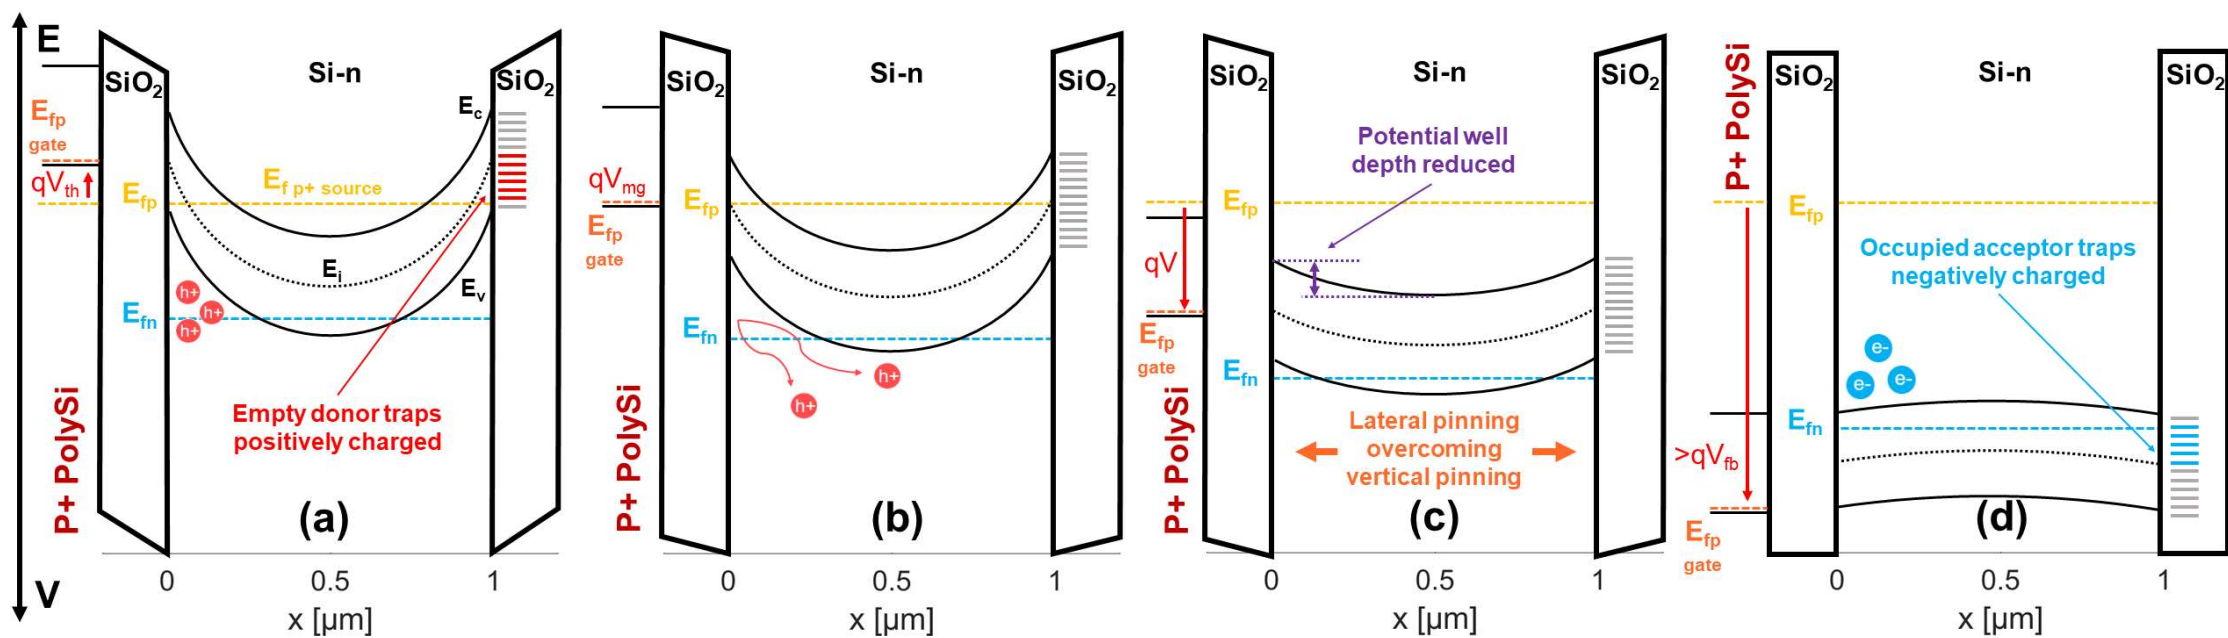 E
V
SiO2
Si-n
SiO2
Ec
Efp
gate
qVth
Efp
Ef p+ source
Ei
Ev
h+
h+
h+
Efn
Empty donor traps
positively charged
P+ PolySi
(a)
0
0.5
1
x [µm]
SiO2
Si-n
SiO2
qVmg
Efp
Efp
gate
Efn
h+
h+
P+ PolySi
(b)
0
0.5
1
x [µm]
SiO2
Si-n
SiO2
Potential well
depth reduced
Efp
qV
Efp
gate
Efn
Lateral pinning
overcoming
vertical pinning
P+ PolySi
(c)
0
0.5
1
x [µm]
P+ PolySi
SiO2
Si-n
SiO2
Efp
Occupied acceptor traps
negatively charged
e-
e-
e-
Efn
>qVfb
Efp
gate
(d)
0
0.5
1
x [µm]